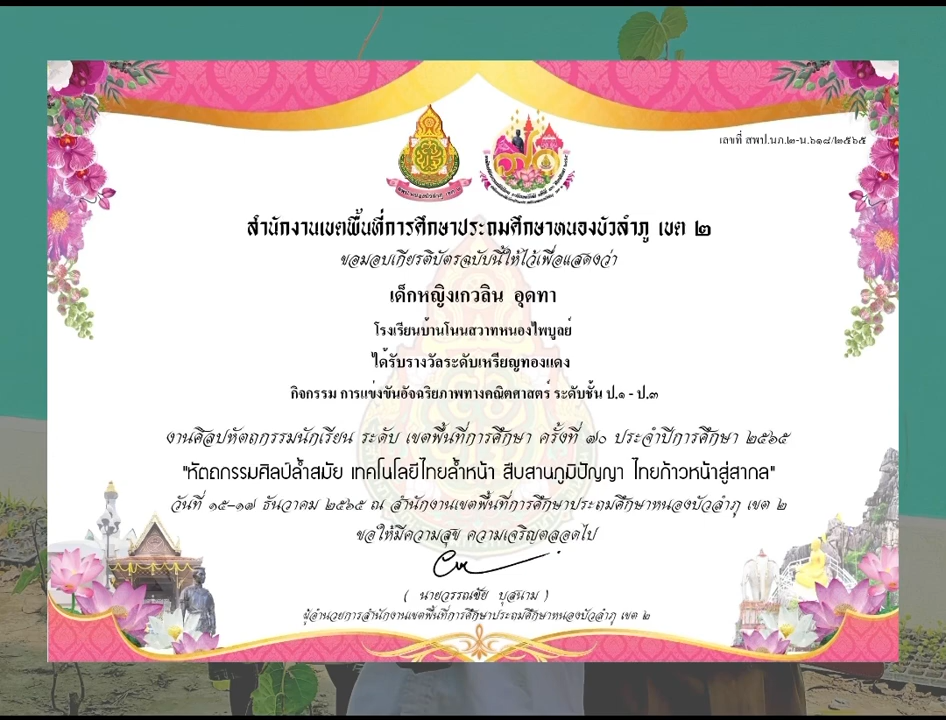 เลขที่ สพป.นภ.๒-น.๖๑๘/๒๕๖๕
สำนักงานเขตพื้นที่การศึกษาประถมศึกษาหนองบัวลำภู เขต ๒
ขอมอบเกียรติบัตรฉบับนี้ให้ไว้เพื่อแสดงว่า
เด็กหญิงเกวลิน อุดทา
โรงเรียนบ้านโนนสวาทหนองไพบูลย์
ได้รับรางวัลระดับเหรียญทองแดง
กิจกรรม การแข่งขันอัจฉริยภาพทางคณิตศาสตร์ ระดับชั้น ป.๑ - ป.๓
งานศิลปหัตถกรรมนักเรียน ระดับ เขตพื้นที่การศึกษา ครั้งที่ ๗๐ ประจำปีการศึกษา ๒๕๖๕
"หัตถกรรมศิลป์ล้ำสมัย เทคโนโลยีไทยล้ำหน้า สืบสานภูมิปัญญา ไทยก้าวหน้าสู่สากล"
วันที่ ๑๕-๑๗ ธันวาคม ๒๕๖๕ ณ สำนักงานเขตพื้นที่การศึกษาประถมศึกษาหนองบัวลำภู เขต ๒
ขอให้มีความสุข ความเจริญตลอดไป
( นายวรรณชัย บุสนาม )
ผู้อำนวยการสำนักงานเขตพื้นที่การศึกษาประถมศึกษาหนองบัวลำภู เขต ๒